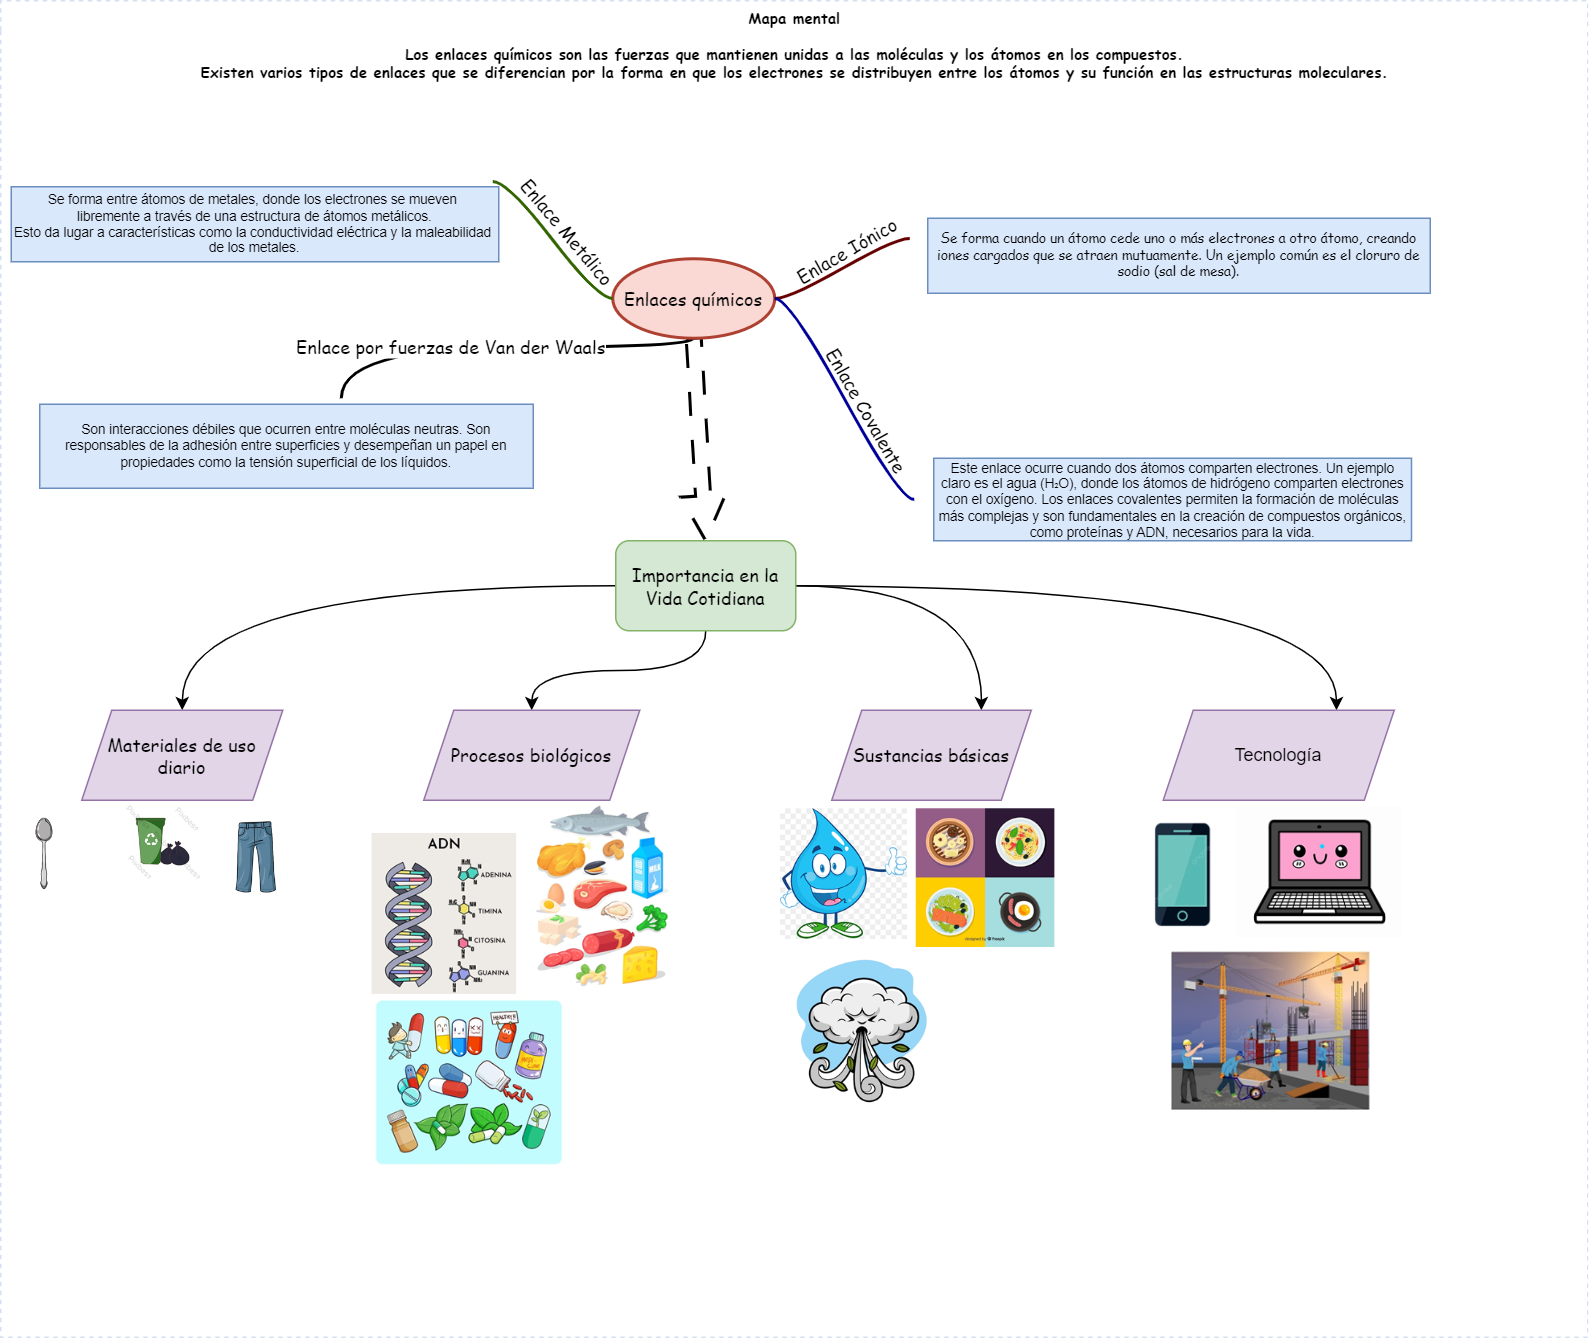 Mapa mental
Los enlaces químicos son las fuerzas que mantienen unidas a las moléculas y los átomos en los compuestos.
Existen varios tipos de enlaces que se diferencian por la forma en que los electrones se distribuyen entre los átomos y su función en las estructuras moleculares.
Enlace Metálico
Se forma entre átomos de metales, donde los electrones se mueven
libremente a través de una estructura de átomos metálicos.
Esto da lugar a características como la conductividad eléctrica y la maleabilidad
de los metales.
Enlace Iónico
Se forma cuando un átomo cede uno o más electrones a otro átomo, creando
iones cargados que se atraen mutuamente. Un ejemplo común es el cloruro de
sodio (sal de mesa).
Enlaces químicos
Enlace por fuerzas de Van der Waals
Son interacciones débiles que ocurren entre moléculas neutras. Son
responsables de la adhesión entre superficies y desempeñan un papel en
propiedades como la tensión superficial de los líquidos.
Enlace Covalente
Este enlace ocurre cuando dos átomos comparten electrones. Un ejemplo
claro es el agua (H₂O), donde los átomos de hidrógeno comparten electrones
con el oxígeno. Los enlaces covalentes permiten la formación de moléculas
más complejas y son fundamentales en la creación de compuestos orgánicos,
como proteínas y ADN, necesarios para la vida.
Importancia en la
Vida Cotidiana
Materiales de uso
diario
Procesos biológicos
Sustancias básicas
Tecnología
ADN
ADENINA
TIMINA
CITOSINA
GUANINA
MILK
designed by freepik